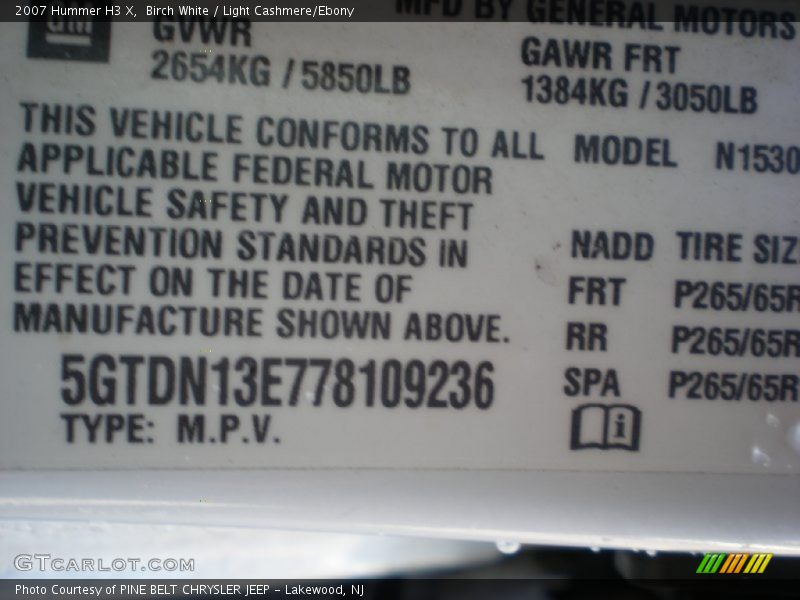 2007 Hummer H3 X, Birch White / Light Cashmere/Ebony
MFD BY GENERAL MOTORS
GM
GVWR
GAWR FRT
2654KG / 5850LB
1384KG / 3050LB
THIS VEHICLE CONFORMS TO ALL
APPLICABLE FEDERAL MOTOR
VEHICLE SAFETY AND THEFT
PREVENTION STANDARDS IN
EFFECT ON THE DATE OF
MANUFACTURE SHOWN ABOVE.
MODEL N1530
NADD TIRE SIZ
FRT P265/65R
RR P265/65R
SPA P265/65R
5GTDN13E778109236
TYPE: M.P.V.
i
GTcarlot.com
Photo Courtesy of PINE BELT CHRYSLER JEEP - Lakewood, NJ